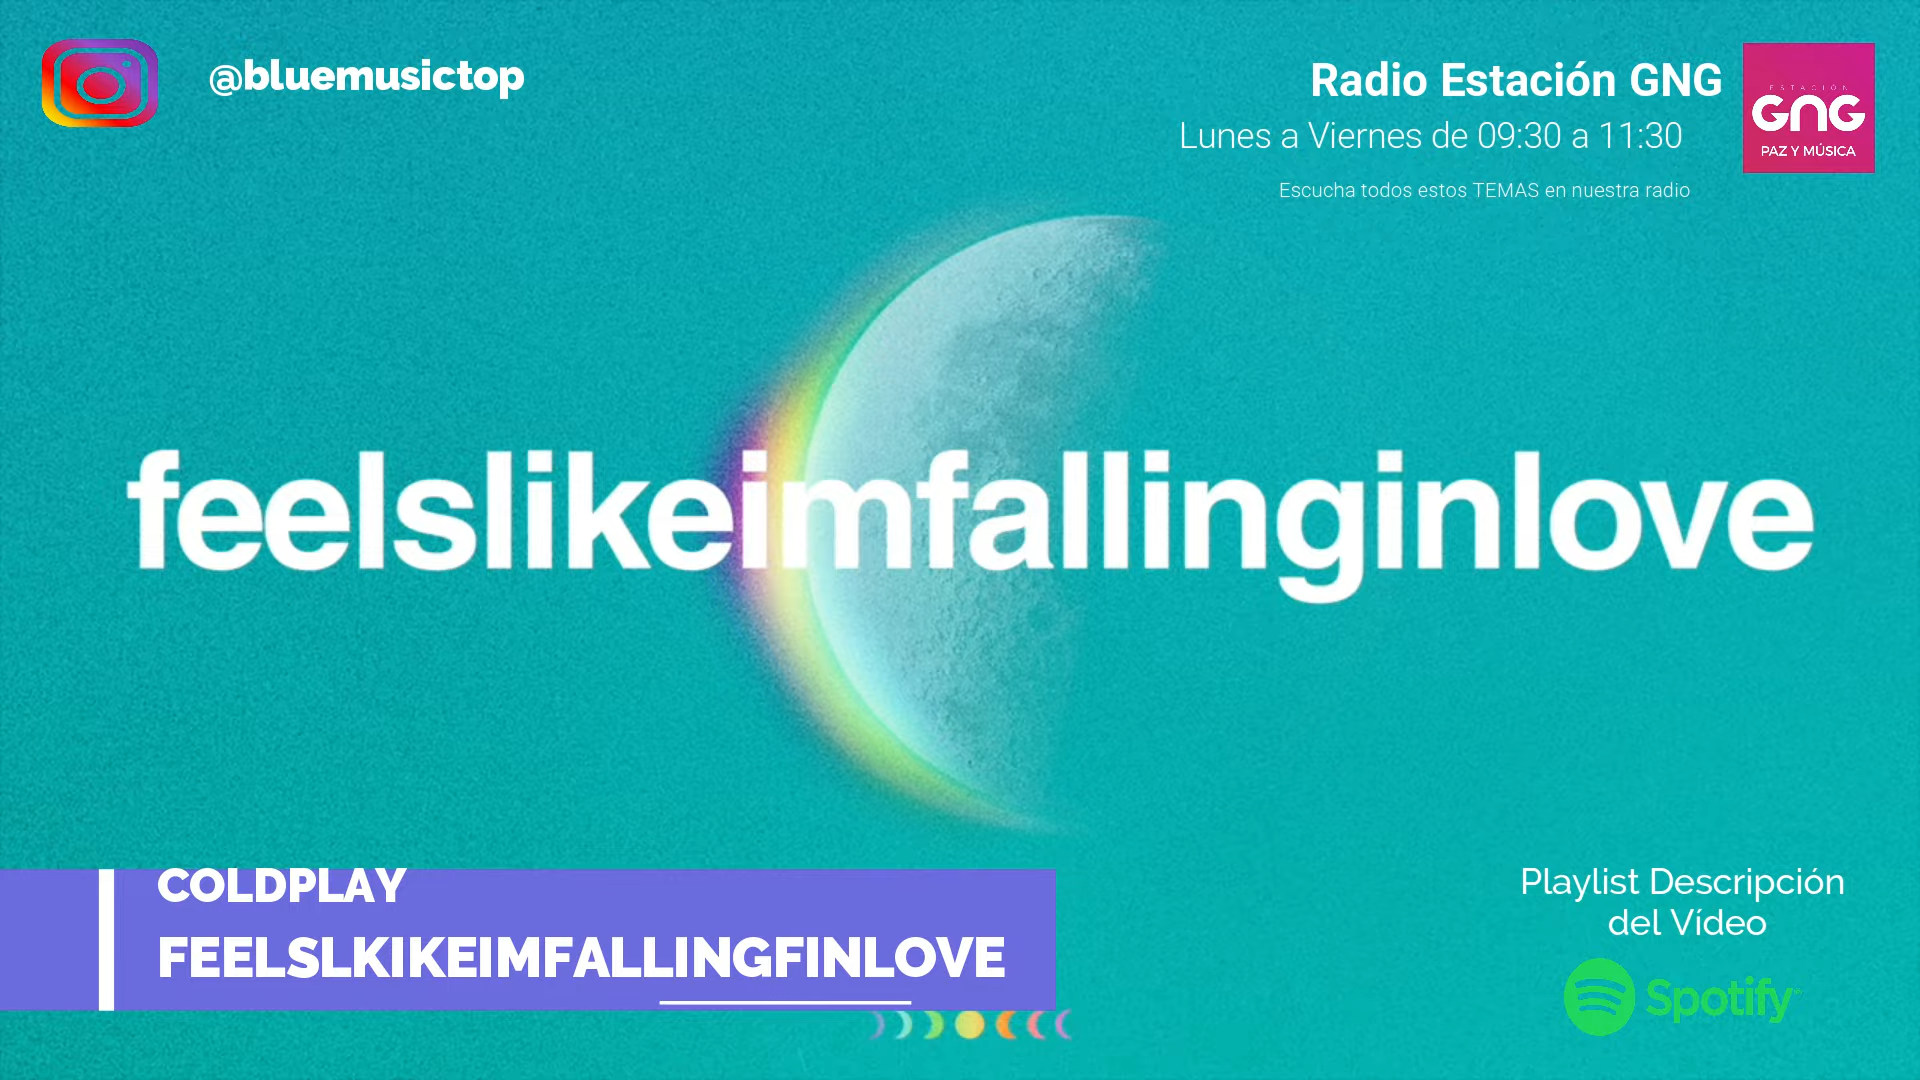 @bluemusictop
Radio Estación GNG
Lunes a Viernes de 09:30 a 11:30
Escucha todos estos TEMAS en nuestra radio
ESTACIÓN
GNG
PAZ Y MÚSICA
feelslikeimfallinginlove
COLDPLAY
FEELSLKIKEIMFALLINGFINLOVE
Playlist Descripción
del Vídeo
Spotify